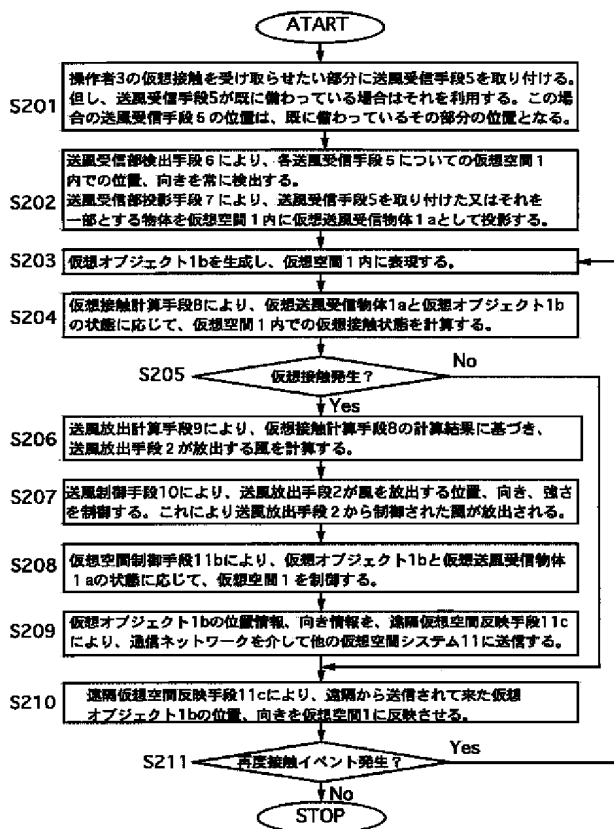 ATART
S201
操作者3の仮想接触を受け取らせたい部分に送風受信手段5を取り付ける。
但し、送風受信手段5が既に備わっている場合はそれを利用する。この場
合の送風受信手段5の位置は、既に備わっているその部分の位置となる。
S202
送風受信部検出手段6により、各送風受信手段5についての仮想空間1
内での位置、向きを常に検出する。
送風受信部投影手段7により、送風受信手段5を取り付けた又はそれを
一部とする物体を仮想空間1内に仮想送風受信物体1aとして投影する。
S203
仮想オブジェクト1bを生成し、仮想空間1内に表現する。
S204
仮想接触計算手段8により、仮想送風受信物体1aと仮想オブジェクト1b
の状態に応じて、仮想空間1内での仮想接触状態を計算する。
S205
仮想接触発生？
No
Yes
S206
送風放出計算手段9により、仮想接触計算手段8の計算結果に基づき、
送風放出手段2が放出する風を計算する。
S207
送風制御手段10により、送風放出手段2が風を放出する位置、向き、強さ
を制御する。これにより送風放出手段2から制御された風が放出される。
S208
仮想空間制御手段11bにより、仮想オブジェクト1bと仮想送風受信物体
1aの状態に応じて、仮想空間1を制御する。
S209
仮想オブジェクト1bの位置情報、向き情報を、遠隔仮想空間反映手段11c
により、通信ネットワークを介して他の仮想空間システム11に送信する。
S210
遠隔仮想空間反映手段11cにより、遠隔から送信されて来た仮想
オブジェクト1bの位置、向きを仮想空間1に反映させる。
S211
再度接触イベント発生？
Yes
No
STOP